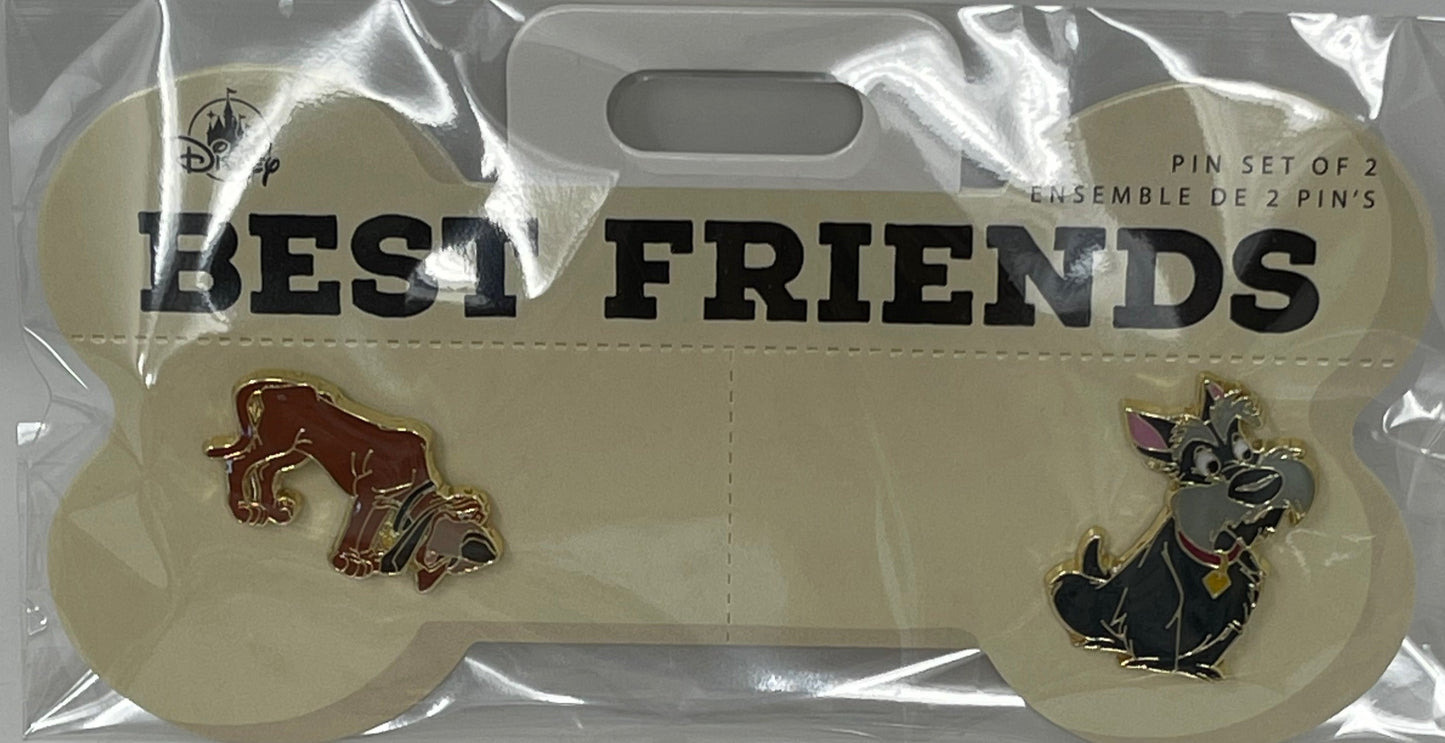 Disney
PIN SET OF 2
ENSEMBLE DE 2 PIN'S
BEST FRIENDS